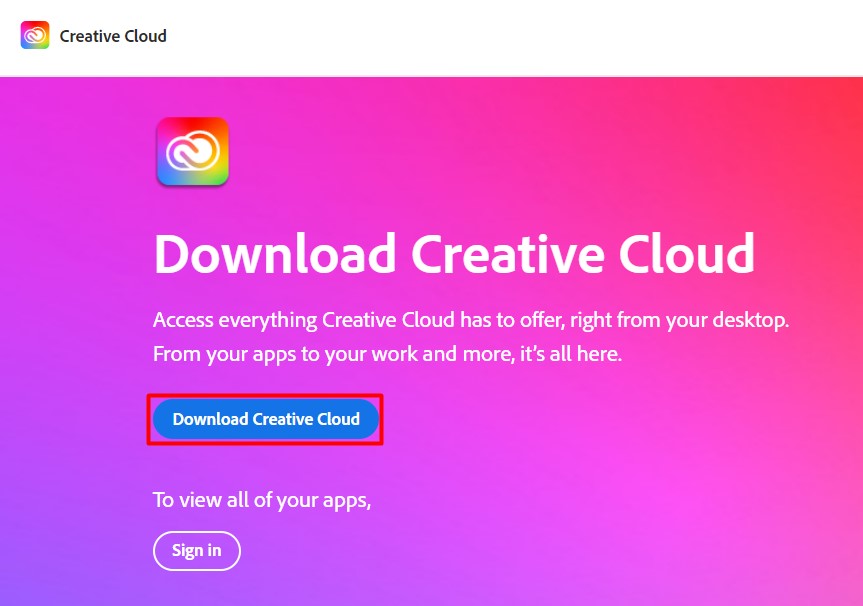 Creative Cloud
Download Creative Cloud
Access everything Creative Cloud has to offer, right from your desktop.
From your apps to your work and more, it’s all here.
Download Creative Cloud
To view all of your apps,
Sign in